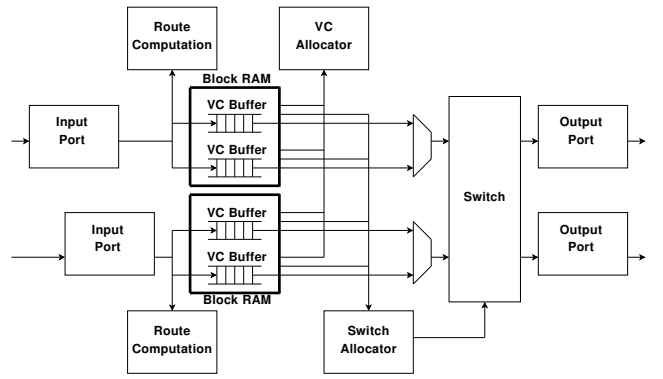 Route
Computation
VC
Allocator
Block RAM
VC Buffer
Input
Port
VC Buffer
Output
Port
Switch
VC Buffer
Input
Port
VC Buffer
Output
Port
Block RAM
Route
Computation
Switch
Allocator